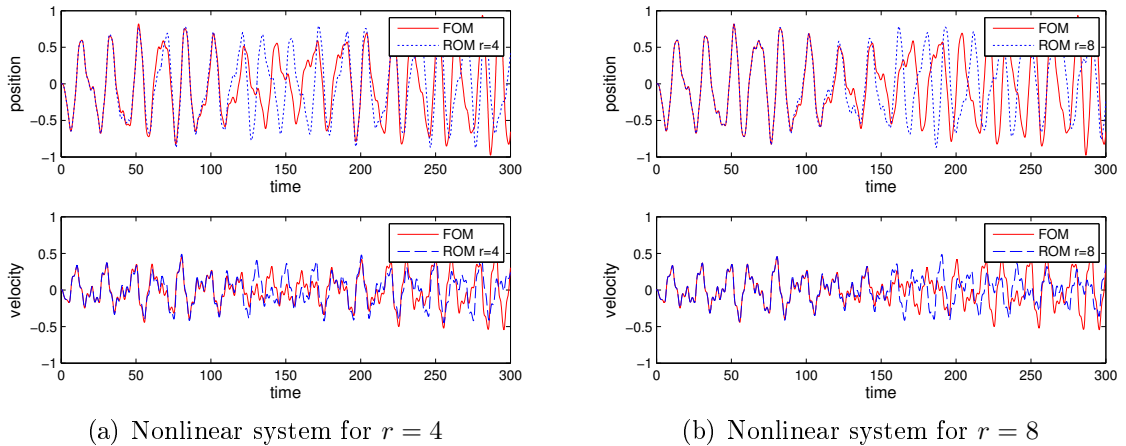 1
0.5
0
−0.5
−1
position
0 50 100 150 200 250 300
time
FOM
ROM r=4
1
0.5
0
−0.5
−1
velocity
0 50 100 150 200 250 300
time
FOM
ROM r=4
(a) Nonlinear system for r = 4
1
0.5
0
−0.5
−1
position
0 50 100 150 200 250 300
time
FOM
ROM r=8
1
0.5
0
−0.5
−1
velocity
0 50 100 150 200 250 300
time
FOM
ROM r=8
(b) Nonlinear system for r = 8